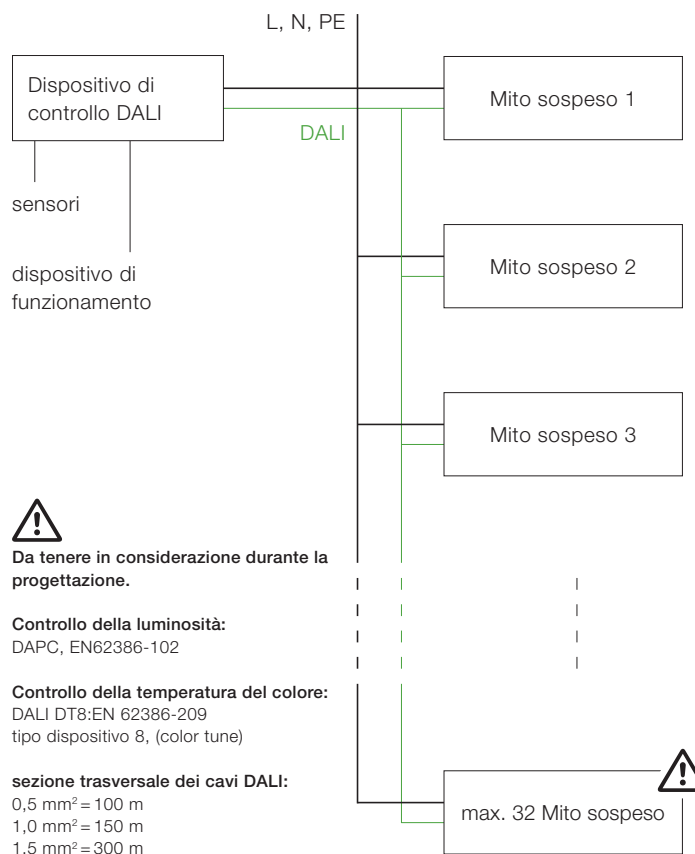 L, N, PE
Dispositivo di
controllo DALI
DALI
Mito sospeso 1
sensori
dispositivo di
funzionamento
Mito sospeso 2
Mito sospeso 3
Da tenere in considerazione durante la
progettazione.
Controllo della luminosità:
DAPC, EN62386-102
Controllo della temperatura del colore:
DALI DT8:EN 62386-209
tipo dispositivo 8, (color tune)
sezione trasversale dei cavi DALI:
0,5 mm² = 100 m
1,0 mm² = 150 m
1,5 mm² = 300 m
max. 32 Mito sospeso